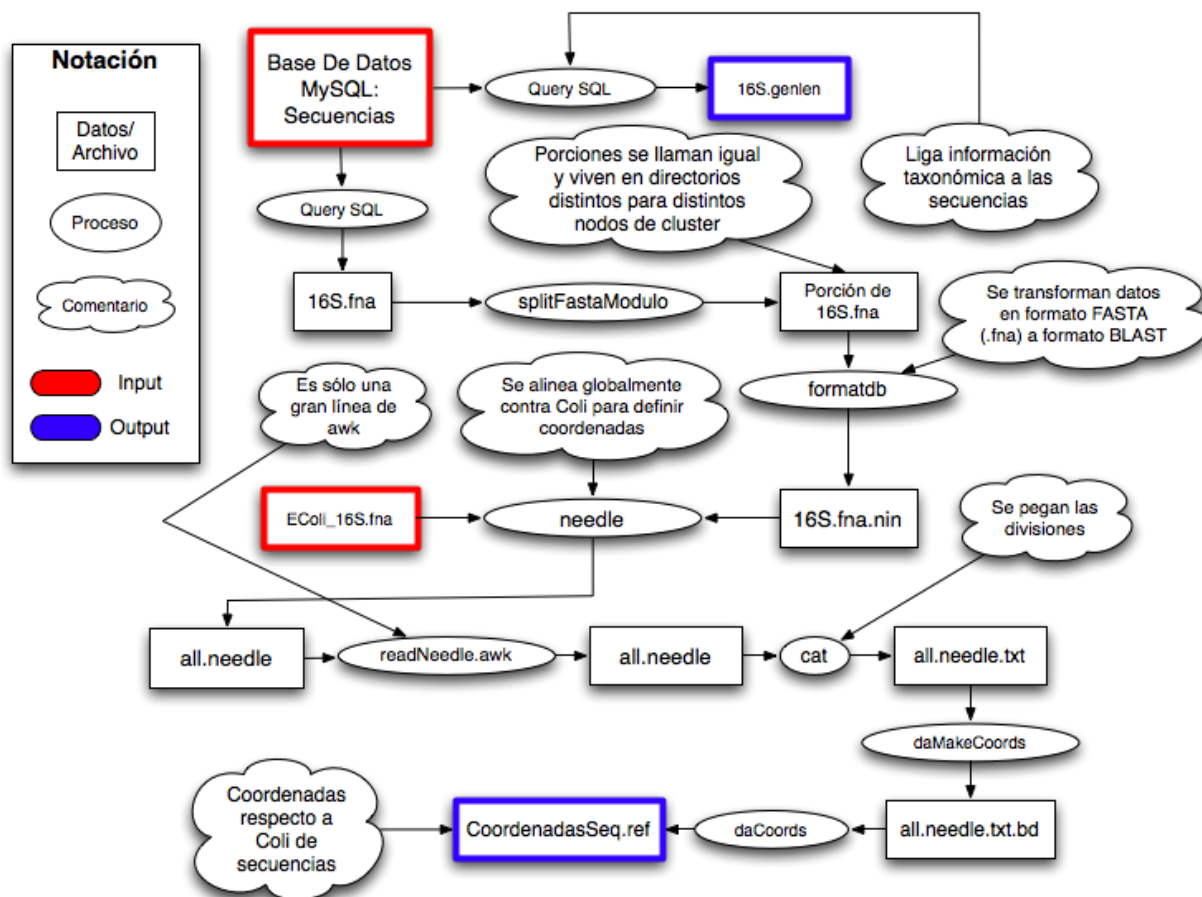 Notación
Datos/
Archivo
Proceso
Comentario
Input
Output
Base De Datos
MySQL:
Secuencias
Query SQL
16S.genlen
Query SQL
Porciones se llaman igual
y viven en directorios
distintos para distintos
nodos de cluster
Liga información
taxonómica a las
secuencias
16S.fna
splitFastaModulo
Porción de
16S.fna
Se transforman datos
en formato FASTA
(.fna) a formato BLAST
Es sólo una
gran línea de
awk
Se alinea globalmente
contra Coli para definir
coordenadas
formatdb
EColi_16S.fna
needle
16S.fna.nin
Se pegan las
divisiones
all.needle
readNeedle.awk
all.needle
cat
all.needle.txt
daMakeCoords
Coordenadas
respecto a
Coli de
secuencias
CoordenadasSeq.ref
daCoords
all.needle.txt.bd